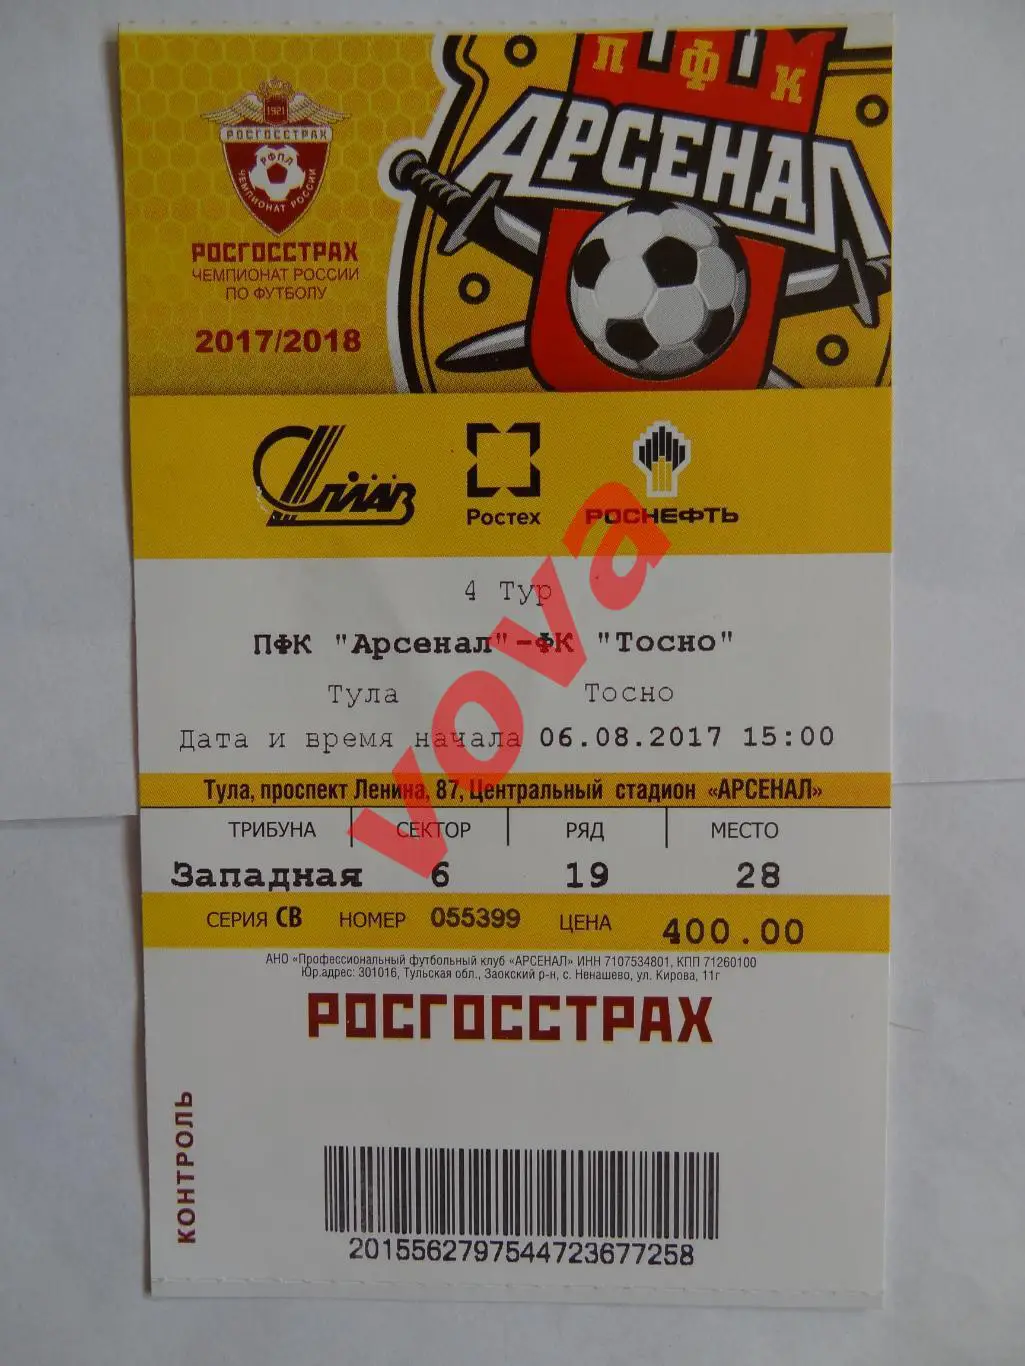 ПФК
АРСЕНАЛ
1921
РОСГОССТРАХ
РФПЛ
ЧЕМПИОНАТ РОССИИ
РОСГОССТРАХ
ЧЕМПИОНАТ РОССИИ
ПО ФУТБОЛУ
2017/2018
СПЛАВ
Ростех
РОСНЕФТЬ
4 Тур
ПФК "Арсенал"-ФК "Тосно"
Тула Тосно
Дата и время начала 06.08.2017 15:00
vova
Тула, проспект Ленина, 87, Центральный стадион «АРСЕНАЛ»
ТРИБУНА СЕКТОР РЯД МЕСТО
Западная 6 19 28
СЕРИЯ СВ НОМЕР 055399 ЦЕНА 400.00
АНО «Профессиональный футбольный клуб «АРСЕНАЛ» ИНН 7107534801, КПП 71260100
Юр.адрес: 301016, Тульская обл., Заокский р-н, с. Ненашево, ул. Кирова, 11г
РОСГОССТРАХ
КОНТРОЛЬ
2015562797544723677258